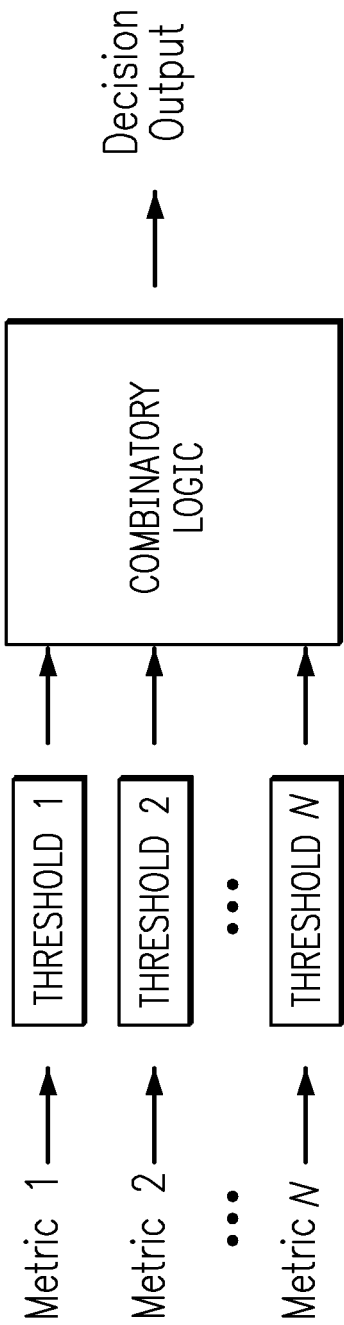 Metric 1
THRESHOLD 1
Metric 2
THRESHOLD 2
Metric N
THRESHOLD N
COMBINATORY
LOGIC
Decision
Output